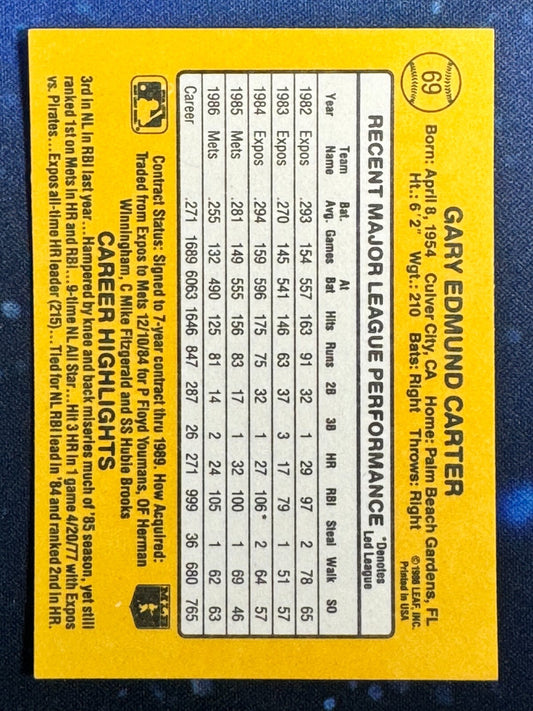 69
GARY EDMUND CARTER
Born: April 8, 1954 Culver City, CA Home: Palm Beach Gardens, FL
Ht.: 6'2" Wgt.: 210 Bats: Right Throws: Right
© 1986 LEAF, INC.
Printed in USA
RECENT MAJOR LEAGUE PERFORMANCE *Denotes Led League
Year Team Name Bat. Avg. Games At Bat Hits Runs 2B 3B HR RBI Steal Walk SO
1982 Expos .293 154 557 163 91 32 1 29 97 2 78 65
1983 Expos .270 145 541 146 63 37 3 17 79 1 51 57
1984 Expos .294 159 596 175 75 32 1 27 106* 2 64 57
1985 Mets .281 149 555 156 83 17 1 32 100 1 69 46
1986 Mets .255 132 490 125 81 14 2 24 105 1 62 63
Career .271 1689 6063 1646 847 287 26 271 999 36 680 765
Contract Status: Signed to 7-year contract thru 1989. How Acquired:
Traded from Expos to Mets 12/10/84 for P Floyd Youmans, OF Herman
Winningham, C Mike Fitzgerald and SS Hubie Brooks
MLB
CAREER HIGHLIGHTS
3rd in NL in RBI last year...Hampered by knee and back miseries much of '85 season, yet still
ranked 1st on Mets in HR and RBI...9-time NL All Star...Hit 3 HR in 1 game 4/20/77 with Expos
vs. Pirates...Expos all-time HR leader (215)...Tied for NL RBI lead in '84 and ranked 2nd in HR.